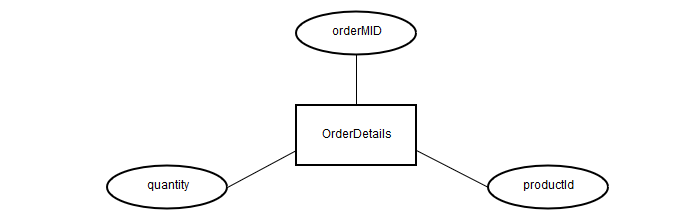 orderMID
OrderDetails
quantity
productId